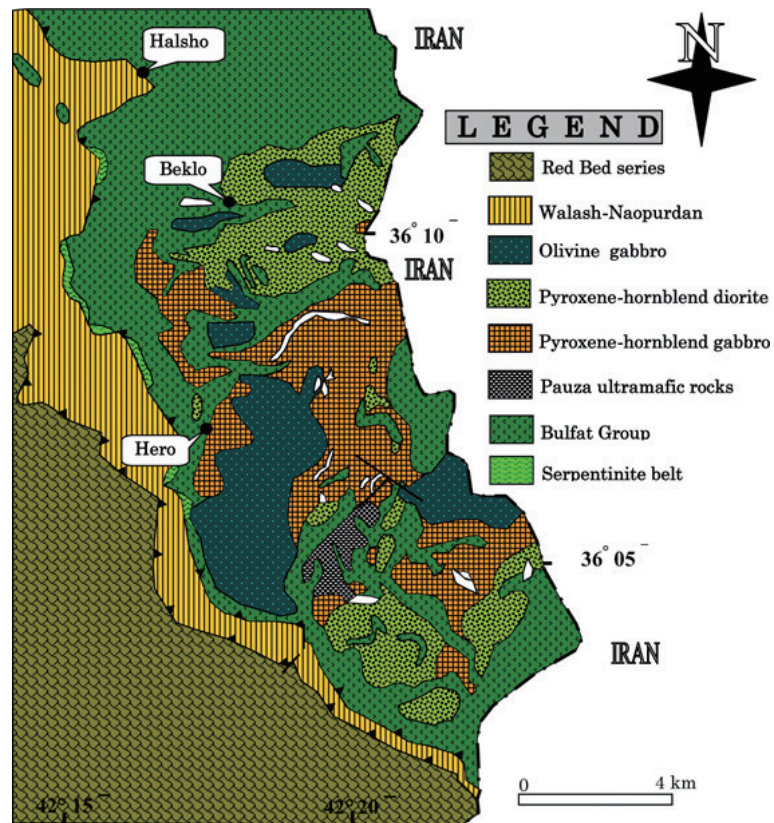 Halsho
IRAN
N
LEGEND
Beklo
Red Bed series
Walash-Naopurdan
36° 10¯
Olivine gabbro
IRAN
Pyroxene-hornblend diorite
Pyroxene-hornblend gabbro
Pauza ultramafic rocks
Hero
Bulfat Group
Serpentinite belt
36° 05¯
IRAN
0 4 km
42° 15¯
42° 20¯